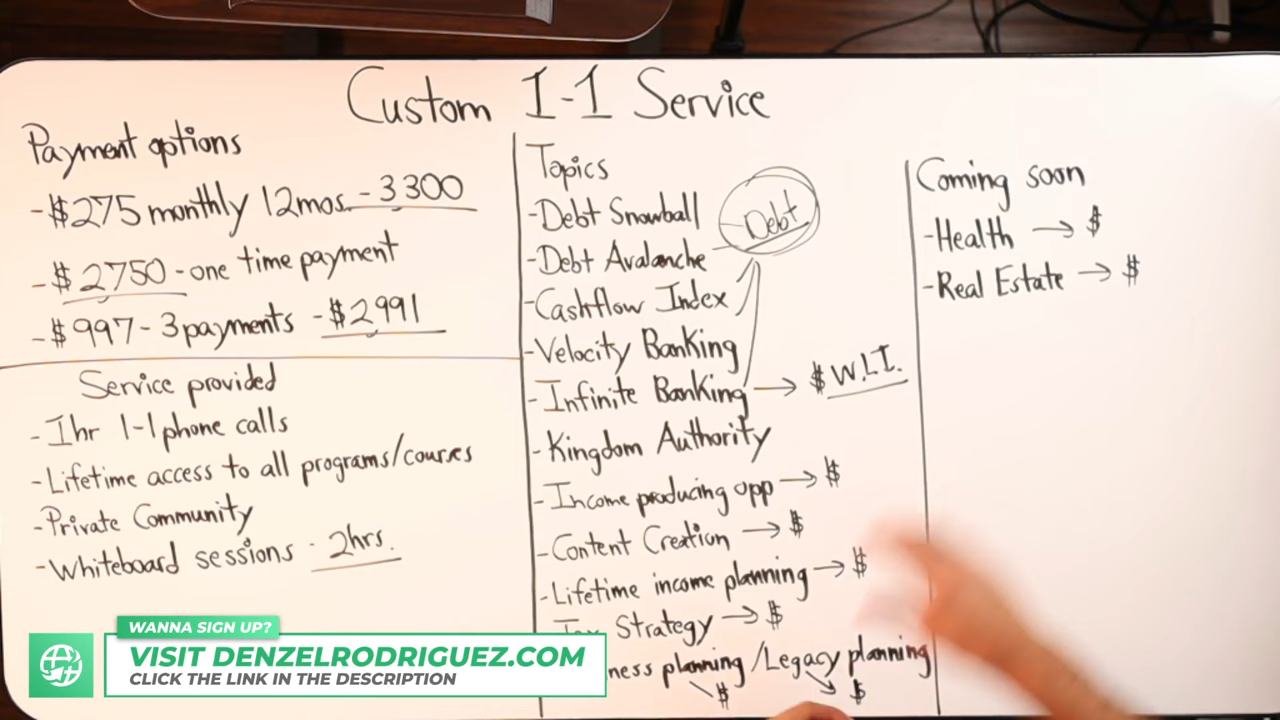 Custom 1-1 Service
Payment options
- $275 monthly 12mos. - 3300
- $2750 - one time payment
- $997 - 3 payments - $2991
Service provided
- 1hr 1-1 phone calls
- Lifetime access to all programs/courses
- Private Community
- Whiteboard sessions - 2hrs.
Topics
- Debt Snowball
- Debt Avalanche
Debt
- Cashflow Index
- Velocity Banking
- Infinite Banking → $ W.L.I.
- Kingdom Authority
- Income producing opp → $
- Content Creation → $
- Lifetime income planning → $
Strategy → $
planning / Legacy planning
$ $
Coming soon
- Health → $
- Real Estate → $
WANNA SIGN UP?
VISIT DENZELRODRIGUEZ.COM
CLICK THE LINK IN THE DESCRIPTION